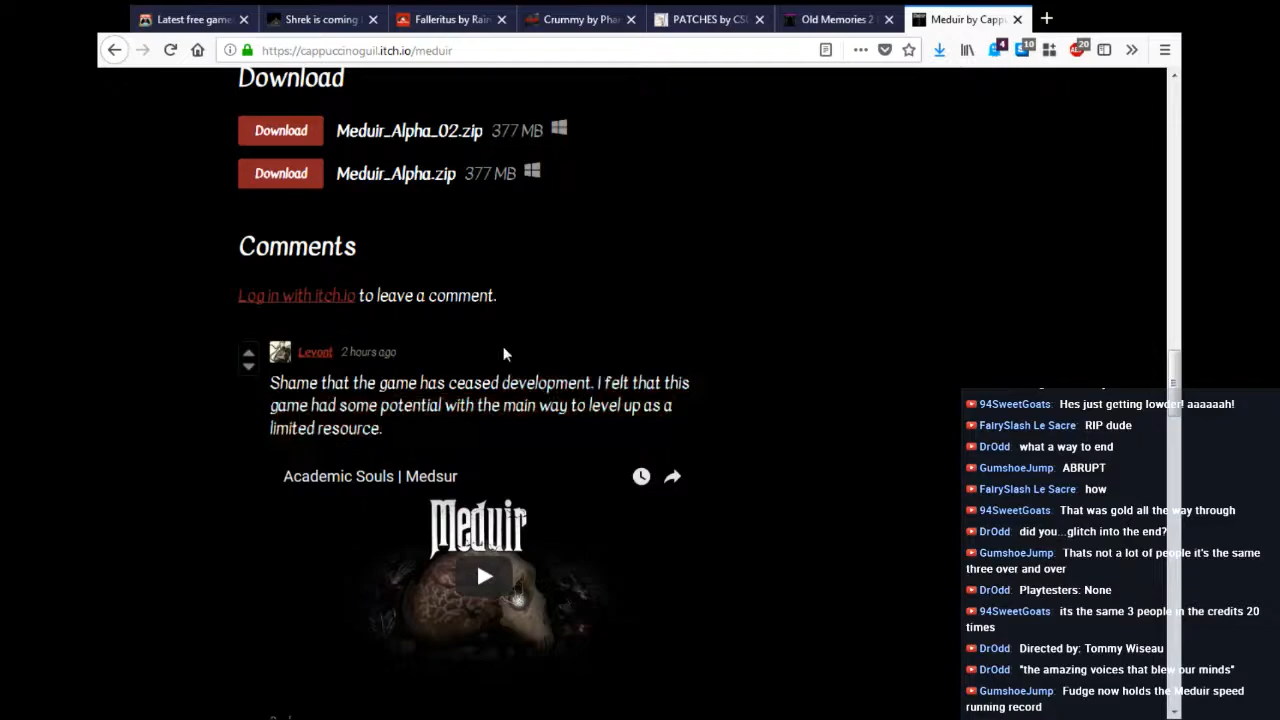 Latest free game
Shrek is coming
Falleritus by Rain
Crummy by Phar
PATCHES by CSU
Old Memories 2
Meduir by Cappu
https://cappuccinoguil.itch.io/meduir
4
10
20
Download
Download Meduir_Alpha_02.zip 377 MB
Download Meduir_Alpha.zip 377 MB
Comments
Log in with itch.io to leave a comment.
Levont 2 hours ago
Shame that the game has ceased development. I felt that this
game had some potential with the main way to level up as a
limited resource.
Academic Souls | Medsur
Meduir
94SweetGoats: Hes just getting lowder! aaaaaah!
FairySlash Le Sacre: RIP dude
DrOdd: what a way to end
GumshoeJump: ABRUPT
FairySlash Le Sacre: how
94SweetGoats: That was gold all the way through
DrOdd: did you...glitch into the end?
GumshoeJump: Thats not a lot of people it's the same
three over and over
DrOdd: Playtesters: None
94SweetGoats: its the same 3 people in the credits 20
times
DrOdd: Directed by: Tommy Wiseau
DrOdd: "the amazing voices that blew our minds"
GumshoeJump: Fudge now holds the Meduir speed
running record